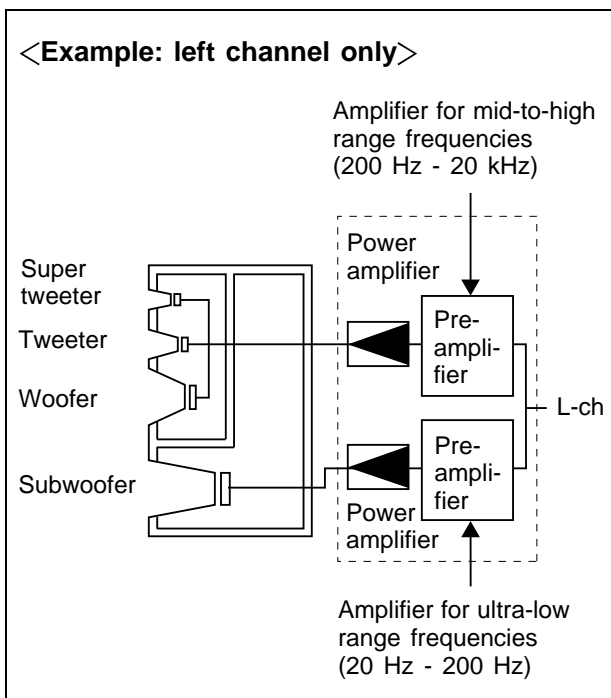 <Example: left channel only>
Amplifier for mid-to-high
range frequencies
(200 Hz - 20 kHz)
Power
amplifier
Super
tweeter
Tweeter
Woofer
Subwoofer
Pre-
ampli-
fier
L-ch
Pre-
ampli-
fier
Power
amplifier
Amplifier for ultra-low
range frequencies
(20 Hz - 200 Hz)